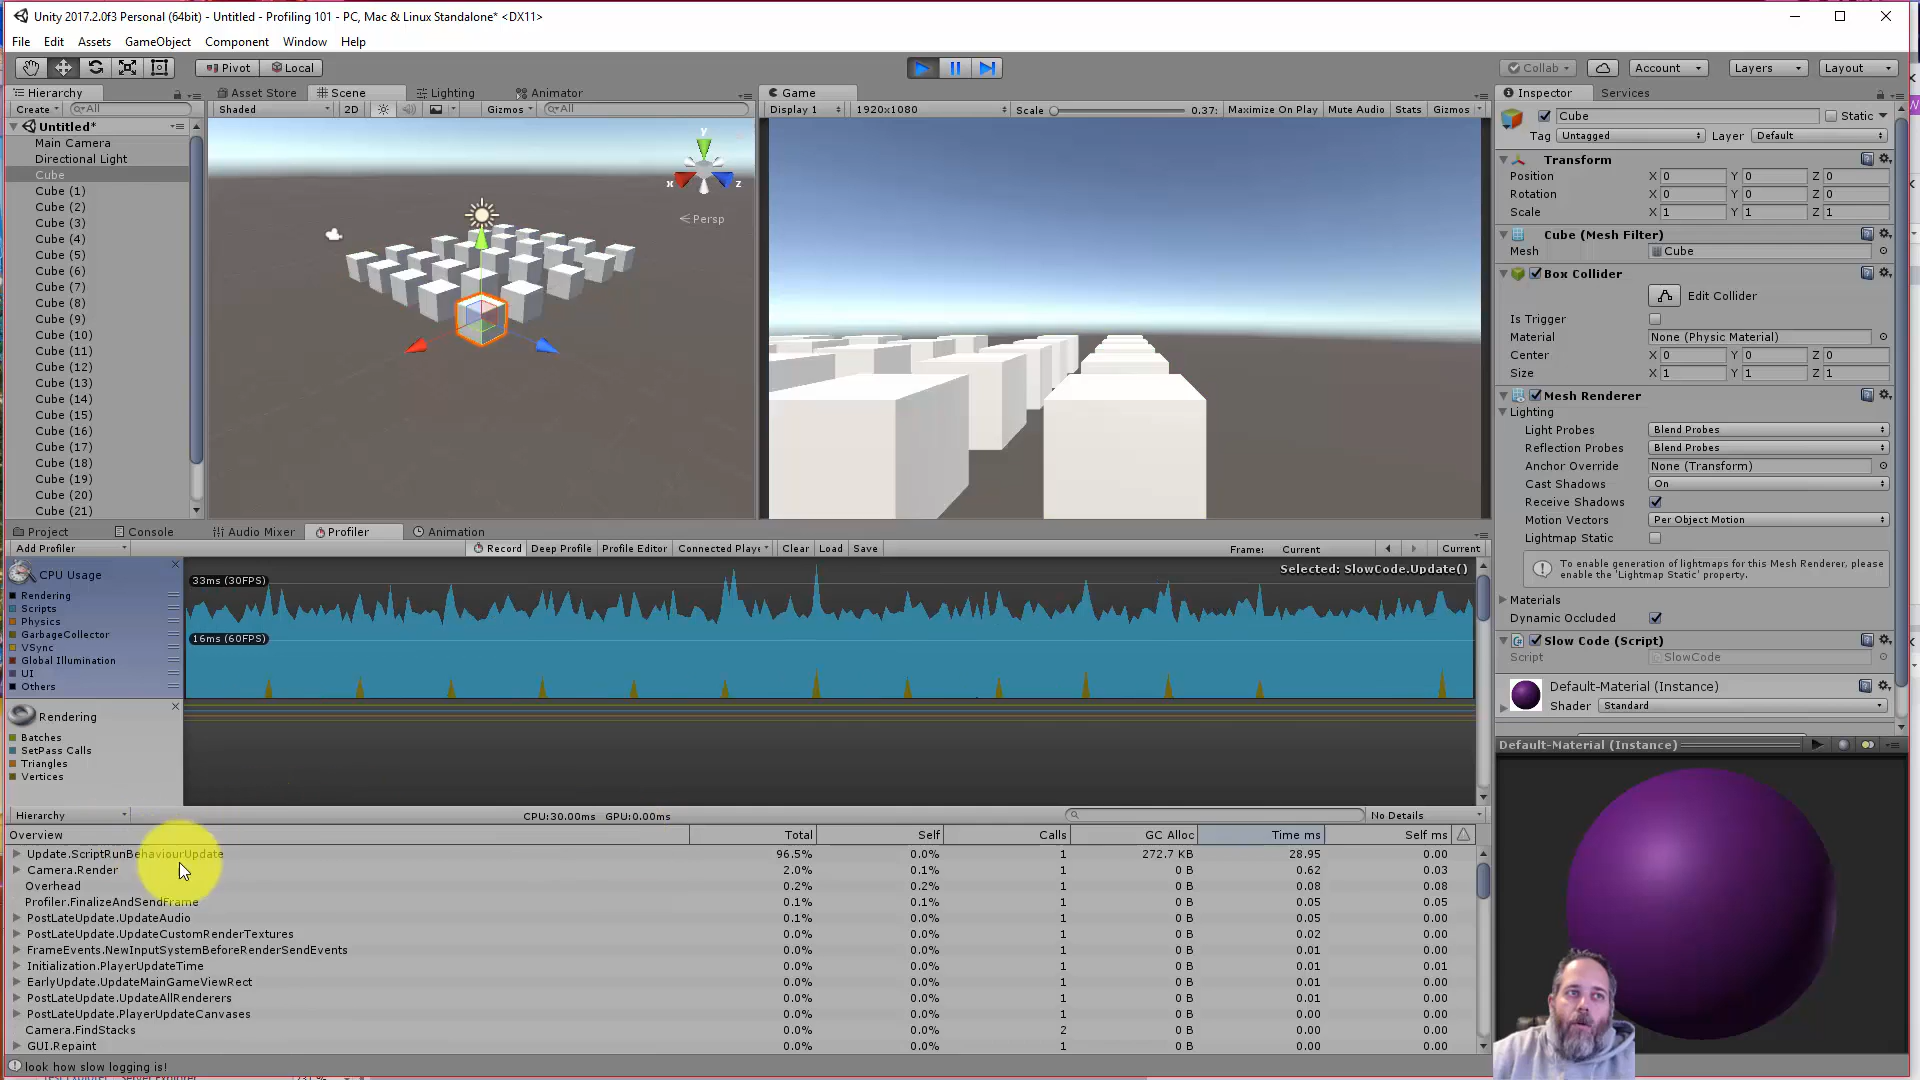 Unity 2017.2.0f3 Personal (64bit) - Untitled - Profiling 101 - PC, Mac & Linux Standalone* <DX11>
File Edit Assets GameObject Component Window Help
Pivot Local Collab Account Layers Layout
Hierarchy Asset Store Scene Lighting Animator Game Inspector Services
Create All Shaded 2D Gizmos All Display 1 1920x1080 Scale 0.37: Maximize On Play Mute Audio Stats Gizmos
Cube Static
Tag Untagged Layer Default
Untitled*
Main Camera
Directional Light
Cube
Cube (1)
Cube (2)
Cube (3)
Cube (4)
Cube (5)
Cube (6)
Cube (7)
Cube (8)
Cube (9)
Cube (10)
Cube (11)
Cube (12)
Cube (13)
Cube (14)
Cube (15)
Cube (16)
Cube (17)
Cube (18)
Cube (19)
Cube (20)
Cube (21)
y
x z
Persp
Transform
Position X 0 Y 0 Z 0
Rotation X 0 Y 0 Z 0
Scale X 1 Y 1 Z 1
Cube (Mesh Filter)
Mesh Cube
Box Collider
Edit Collider
Is Trigger
Material None (Physic Material)
Center X 0 Y 0 Z 0
Size X 1 Y 1 Z 1
Mesh Renderer
Lighting
Light Probes Blend Probes
Reflection Probes Blend Probes
Anchor Override None (Transform)
Cast Shadows On
Receive Shadows
Motion Vectors Per Object Motion
Lightmap Static
To enable generation of lightmaps for this Mesh Renderer, please
enable the 'Lightmap Static' property.
Materials
Dynamic Occluded
Slow Code (Script)
Script SlowCode
Default-Material (Instance)
Shader Standard
Default-Material (Instance)
Project Console Audio Mixer Profiler Animation
Add Profiler Record Deep Profile Profile Editor Connected Playe Clear Load Save Frame: Current Current
CPU Usage
Rendering
Scripts
Physics
GarbageCollector
VSync
Global Illumination
UI
Others
33ms (30FPS)
16ms (60FPS)
Selected: SlowCode.Update()
Rendering
Batches
SetPass Calls
Triangles
Vertices
Hierarchy CPU:30.00ms GPU:0.00ms No Details
Overview Total Self Calls GC Alloc Time ms Self ms
Update.ScriptRunBehaviourUpdate 96.5% 0.0% 1 272.7 KB 28.95 0.00
Camera.Render 2.0% 0.1% 1 0 B 0.62 0.03
Overhead 0.2% 0.2% 1 0 B 0.08 0.08
Profiler.FinalizeAndSendFrame 0.1% 0.1% 1 0 B 0.05 0.05
PostLateUpdate.UpdateAudio 0.1% 0.0% 1 0 B 0.05 0.00
PostLateUpdate.UpdateCustomRenderTextures 0.0% 0.0% 1 0 B 0.02 0.00
FrameEvents.NewInputSystemBeforeRenderSendEvents 0.0% 0.0% 1 0 B 0.01 0.00
Initialization.PlayerUpdateTime 0.0% 0.0% 1 0 B 0.01 0.01
EarlyUpdate.UpdateMainGameViewRect 0.0% 0.0% 1 0 B 0.01 0.00
PostLateUpdate.UpdateAllRenderers 0.0% 0.0% 1 0 B 0.01 0.00
PostLateUpdate.PlayerUpdateCanvases 0.0% 0.0% 1 0 B 0.00 0.00
Camera.FindStacks 0.0% 0.0% 2 0 B 0.00 0.00
GUI.Repaint 0.0% 0.0% 1 0 B 0.00 0.00
look how slow logging is!